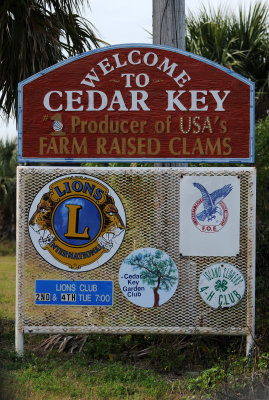 WELCOME
TO
CEDAR KEY
#1 Producer of USA's
FARM RAISED CLAMS
LIONS
L
INTERNATIONAL
LIONS CLUB
2ND & 4TH TUE 7:00
Cedar
Key
Garden
Club
F.O.E.
4-H
CLUB